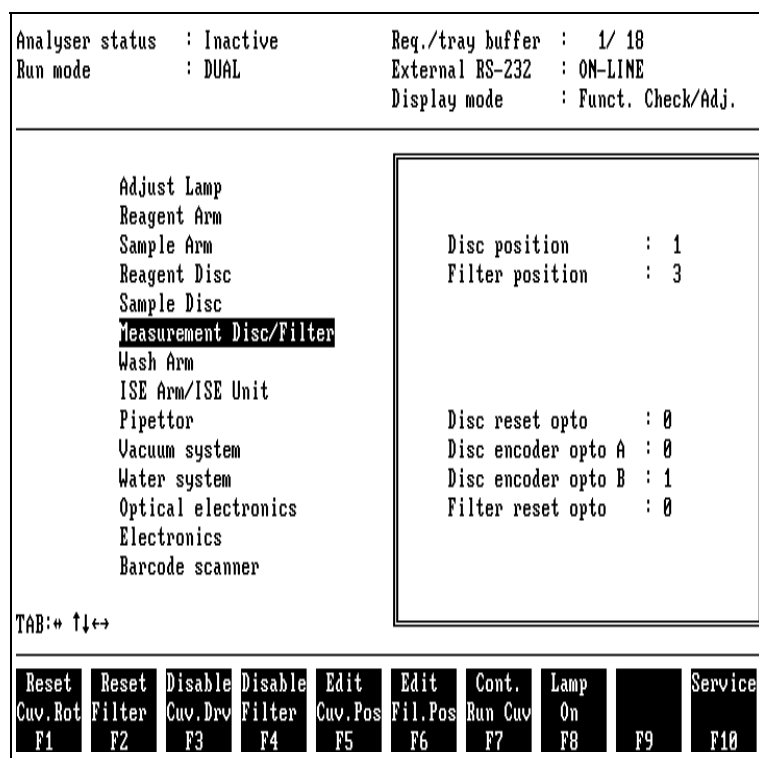 Analyser status : Inactive Req./tray buffer : 1/ 18
Run mode : DUAL External RS-232 : ON-LINE
Display mode : Funct. Check/Adj.
Adjust Lamp
Reagent Arm
Sample Arm
Reagent Disc
Sample Disc
Measurement Disc/Filter
Wash Arm
ISE Arm/ISE Unit
Pipettor
Vacuum system
Water system
Optical electronics
Electronics
Barcode scanner
Disc position : 1
Filter position : 3
Disc reset opto : 0
Disc encoder opto A : 0
Disc encoder opto B : 1
Filter reset opto : 0
TAB:↔ ↑↓←→
Reset Reset Disable Disable Edit Edit Cont. Lamp Service
Cuv.Rot Filter Cuv.Drv Filter Cuv.Pos Fil.Pos Run Cuv On
F1 F2 F3 F4 F5 F6 F7 F8 F9 F10